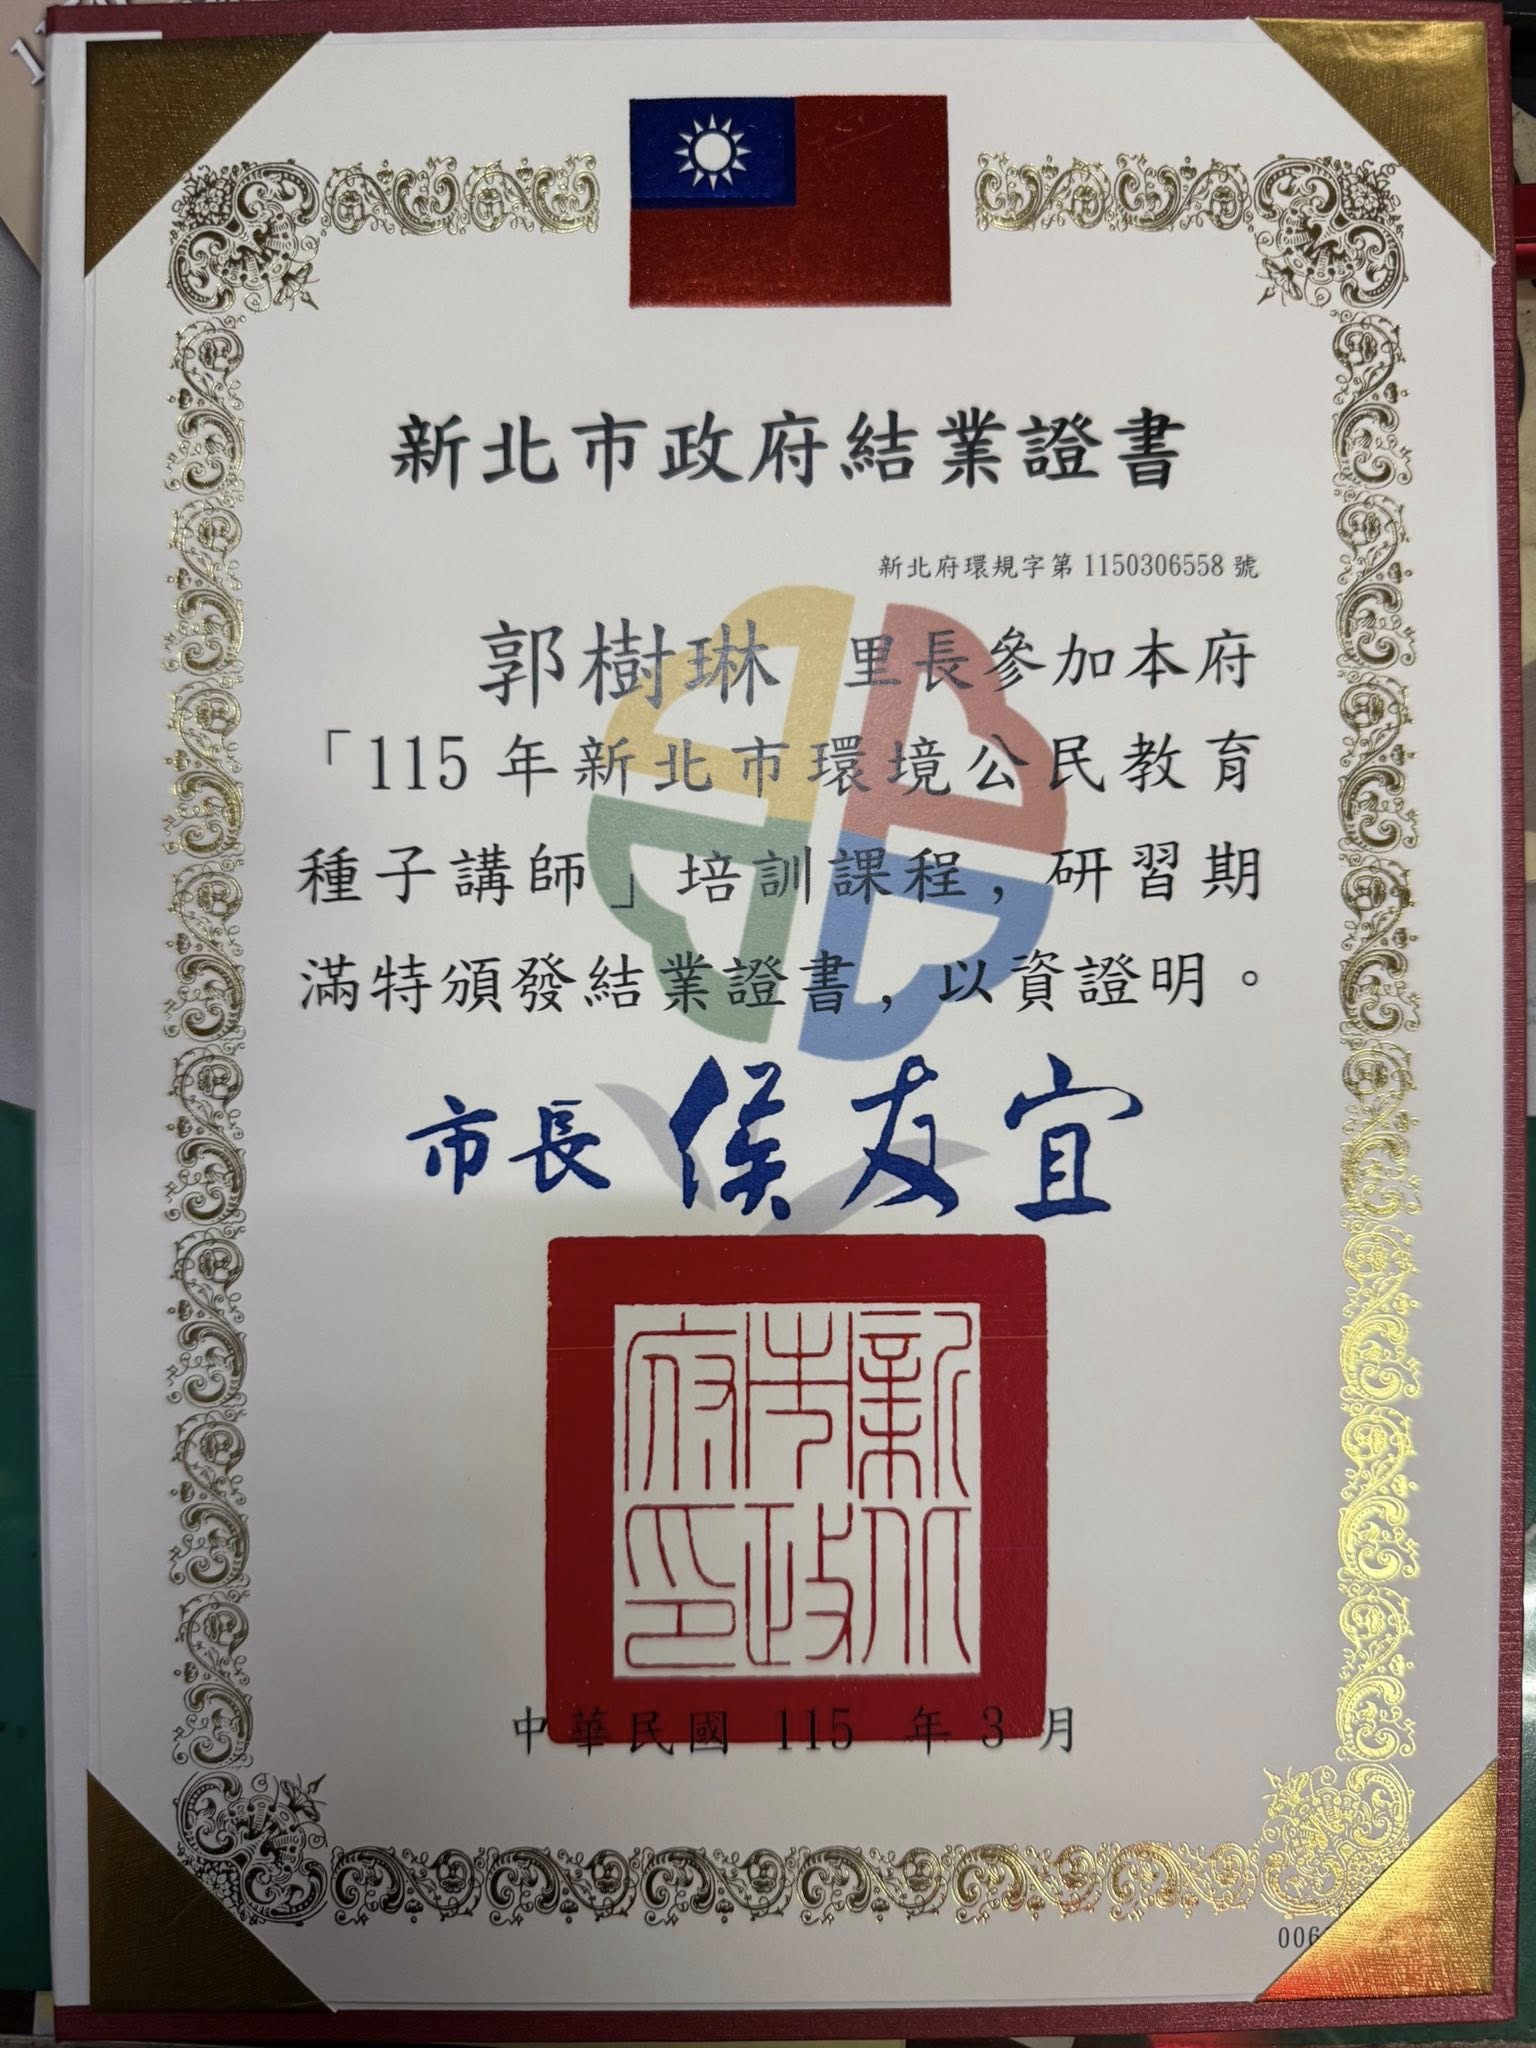 新北市政府結業證書
新北府環規字第1150306558號
郭樹琳 里長參加本府
「115年新北市環境公民教育
種子講師」培訓課程，研習期
滿特頒發結業證書，以資證明。
市長 侯友宜
新北市政府印
中華民國 115 年 3 月